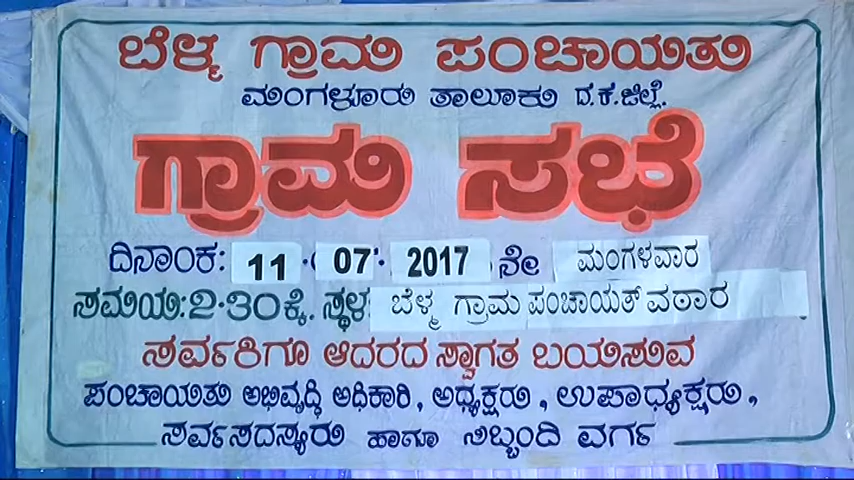 ಬೆಳ್ಮ ಗ್ರಾಮ ಪಂಚಾಯತು
ಮಂಗಳೂರು ತಾಲೂಕು ದ.ಕ.ಜಿಲ್ಲೆ.
ಗ್ರಾಮ ಸಭೆ
ದಿನಾಂಕ: 11.07.2017 ನೇ ಮಂಗಳವಾರ
ಸಮಯ:2.30ಕ್ಕೆ. ಸ್ಥಳ ಬೆಳ್ಮ ಗ್ರಾಮ ಪಂಚಾಯತ್ ವಠಾರ
ಸರ್ವರಿಗೂ ಆದರದ ಸ್ವಾಗತ ಬಯಸುವ
ಪಂಚಾಯತು ಅಭಿವೃದ್ಧಿ ಅಧಿಕಾರಿ, ಅಧ್ಯಕ್ಷರು, ಉಪಾಧ್ಯಕ್ಷರು,
ಸರ್ವಸದಸ್ಯರು ಹಾಗೂ ಸಿಬ್ಬಂದಿ ವರ್ಗ